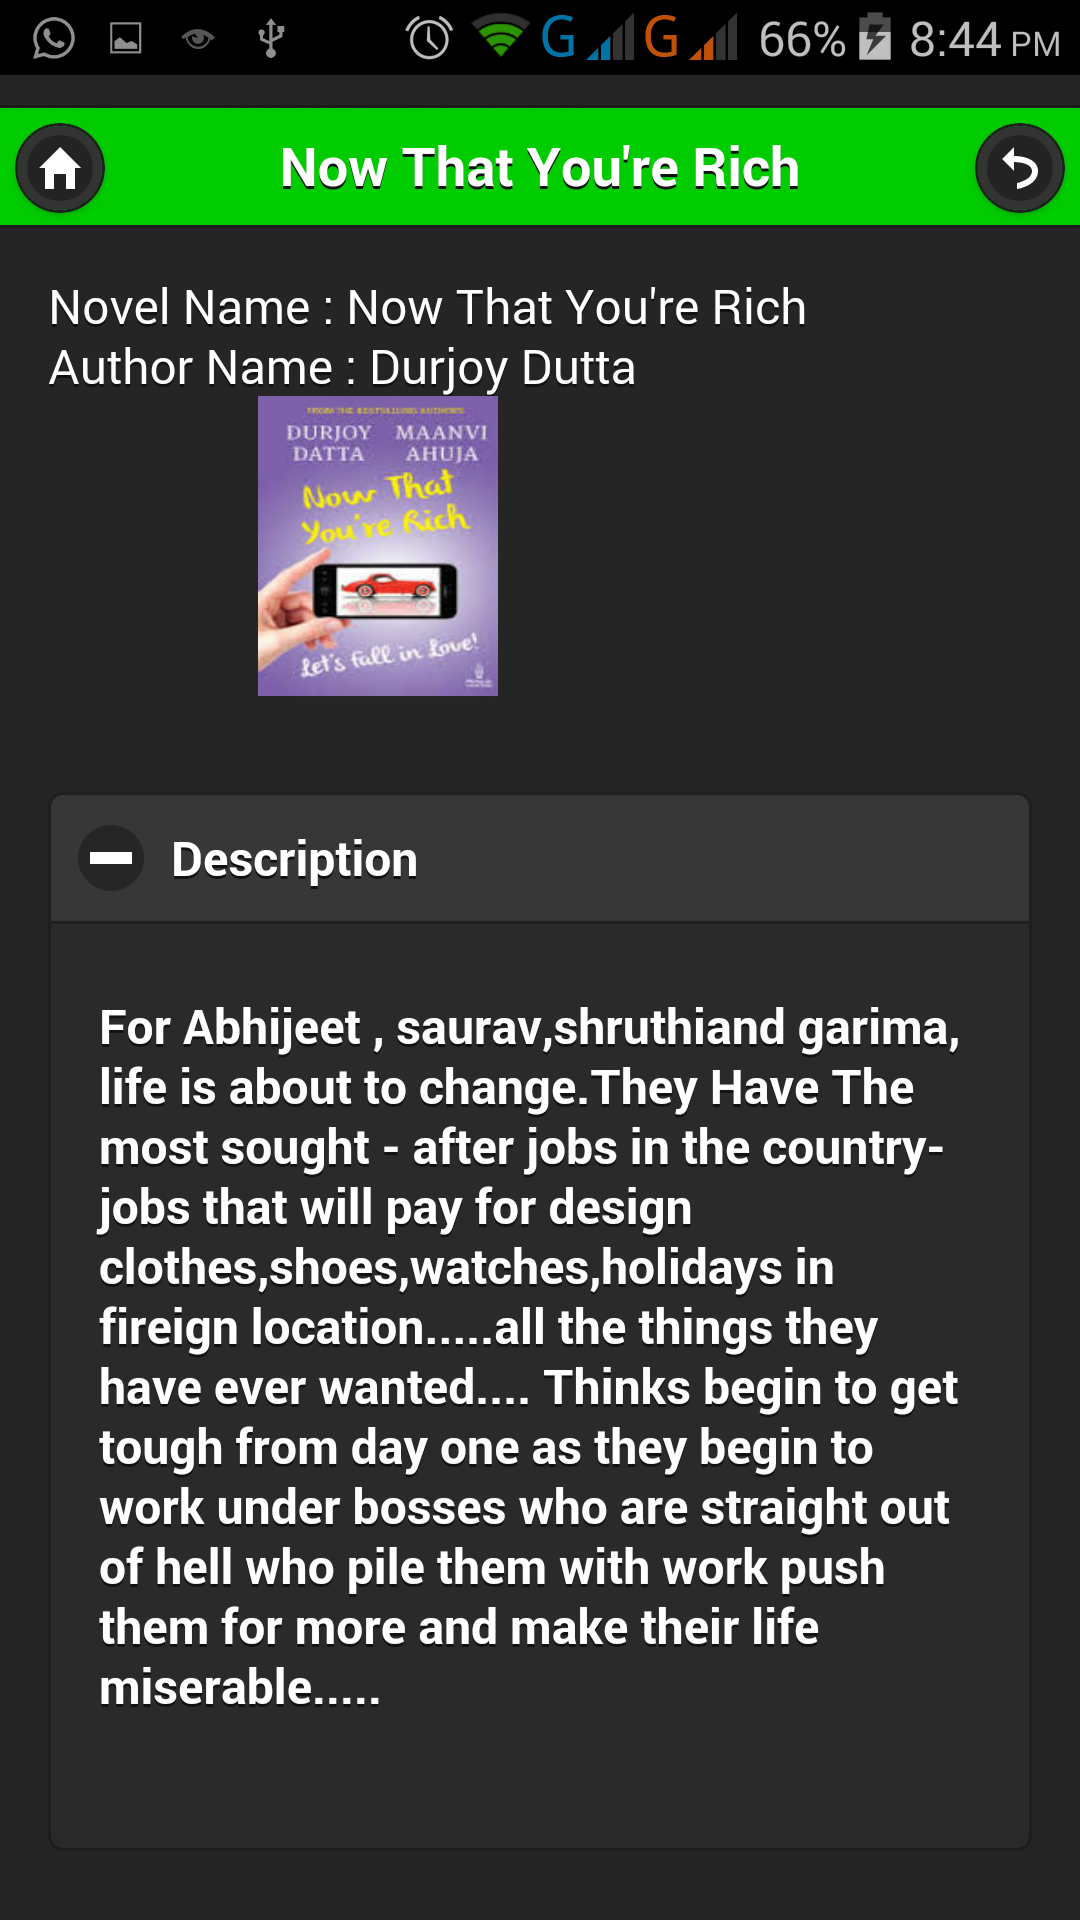 G G 66% 8:44 PM
Now That You're Rich
Novel Name : Now That You're Rich
Author Name : Durjoy Dutta
FROM THE BESTSELLING AUTHORS
DURJOY MAANVI
DATTA AHUJA
Now That
You're Rich
Let's fall in Love!
Description
For Abhijeet , saurav,shruthiand garima,
life is about to change.They Have The
most sought - after jobs in the country-
jobs that will pay for design
clothes,shoes,watches,holidays in
fireign location.....all the things they
have ever wanted.... Thinks begin to get
tough from day one as they begin to
work under bosses who are straight out
of hell who pile them with work push
them for more and make their life
miserable.....